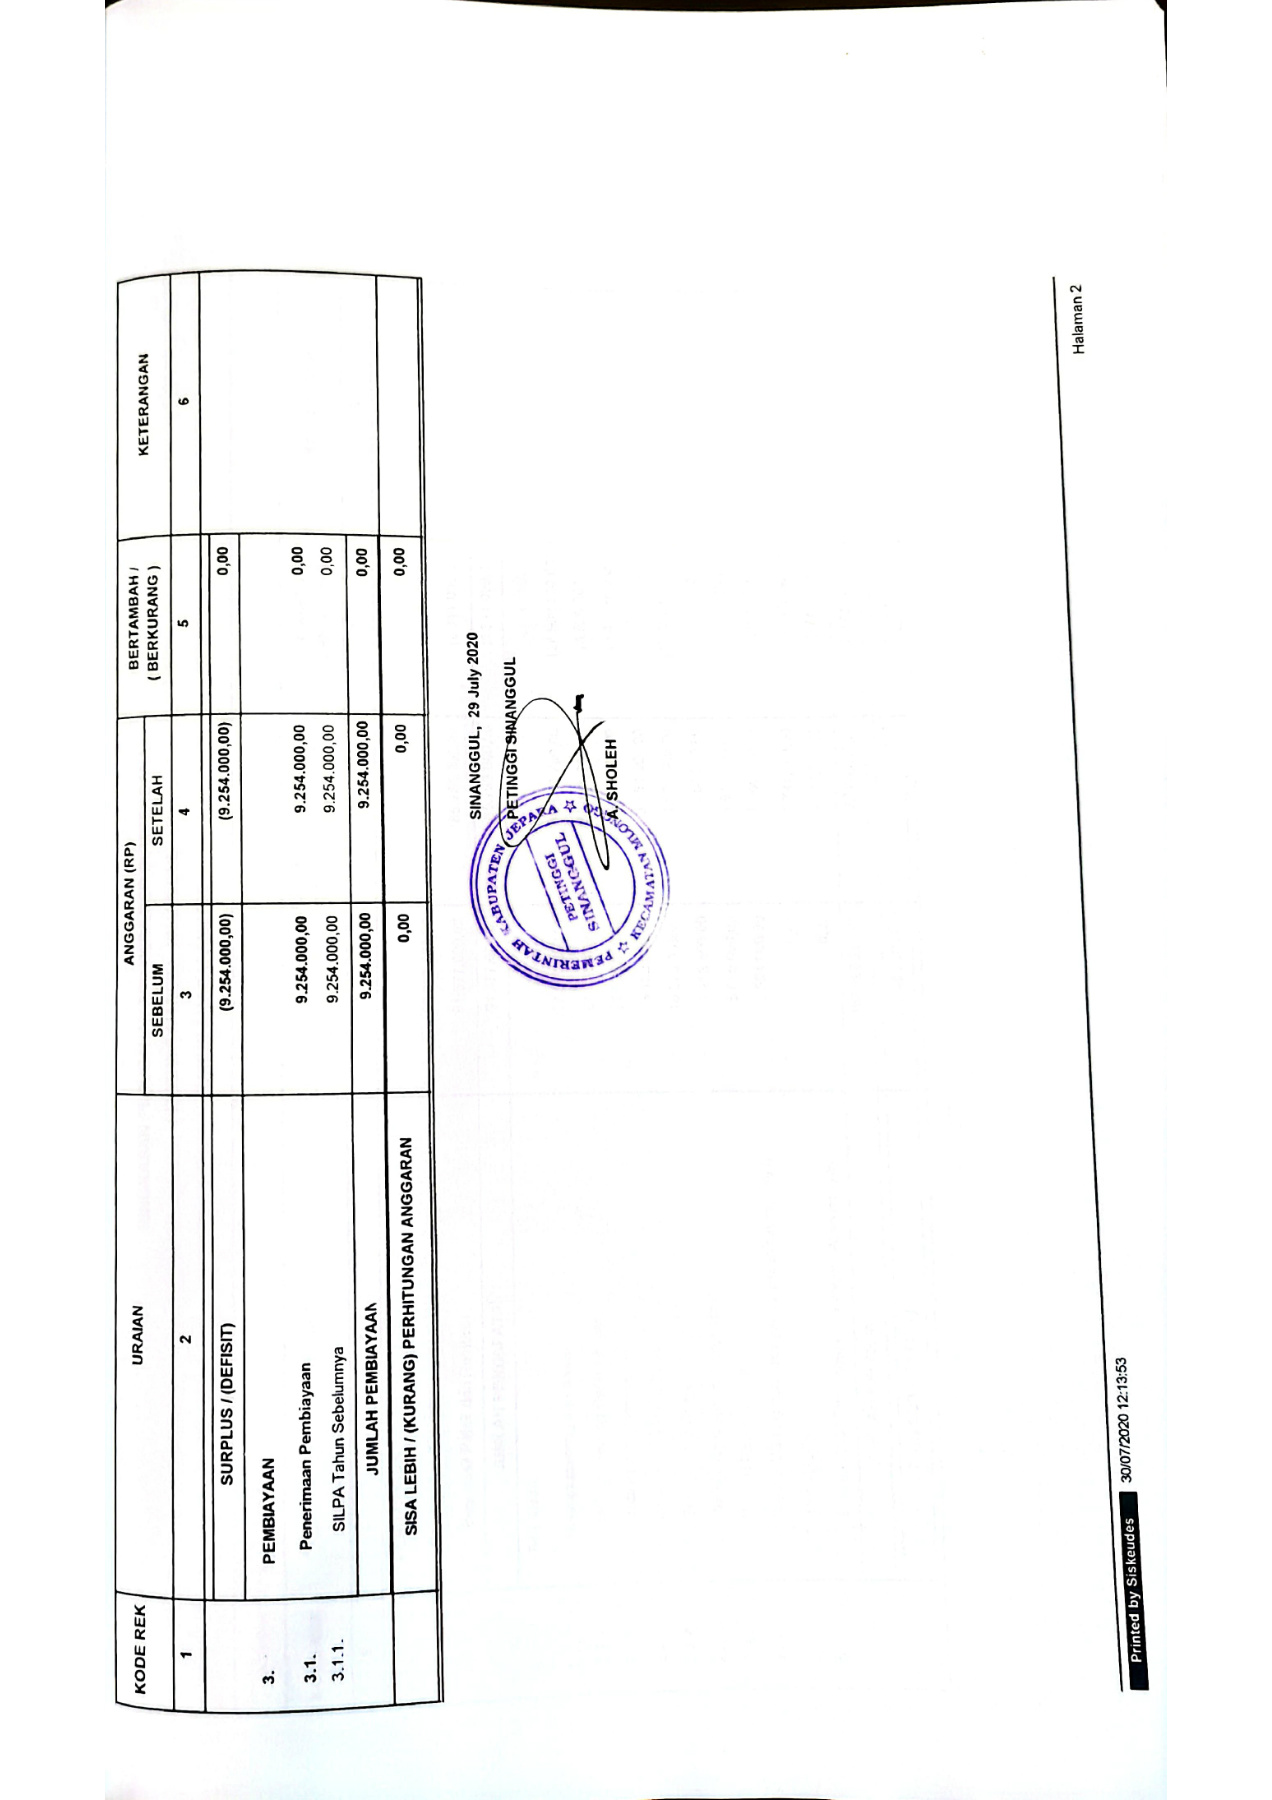 KODE REK URAIAN ANGGARAN (RP) BERTAMBAH / ( BERKURANG ) KETERANGAN
SEBELUM SETELAH
1 2 3 4 5 6
SURPLUS / (DEFISIT) (9.254.000,00) (9.254.000,00) 0,00
3. PEMBIAYAAN
3.1. Penerimaan Pembiayaan 9.254.000,00 9.254.000,00 0,00
3.1.1. SILPA Tahun Sebelumnya 9.254.000,00 9.254.000,00 0,00
JUMLAH PEMBIAYAAN 9.254.000,00 9.254.000,00 0,00
SISA LEBIH / (KURANG) PERHITUNGAN ANGGARAN 0,00 0,00 0,00
SINANGGUL, 29 July 2020
PETINGGI SINANGGUL
PEMERINTAH KABUPATEN JEPARA
PETINGGI
SINANGGUL
KECAMATAN MLONGGO
A. SHOLEH
Printed by Siskeudes 30/07/2020 12:13:53 Halaman 2